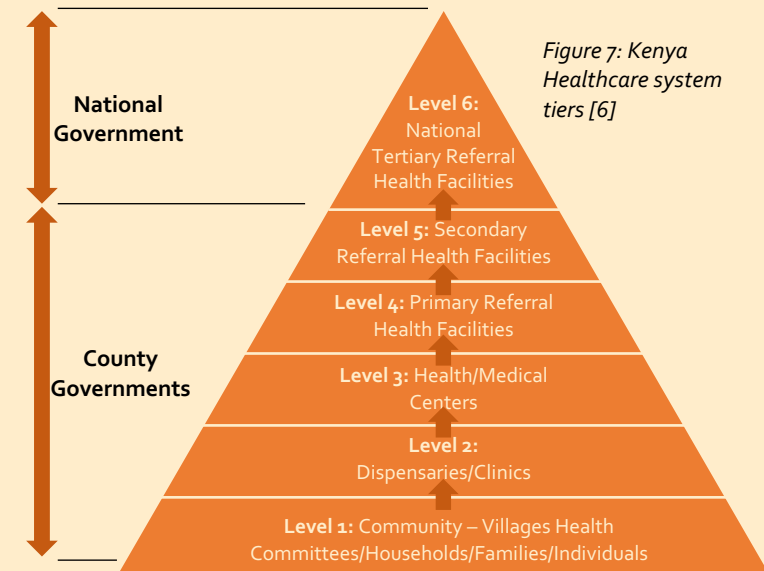 Figure 7: Kenya
Healthcare system
tiers [6]
National
Government
Level 6:
National
Tertiary Referral
Health Facilities
Level 5: Secondary
Referral Health Facilities
Level 4: Primary Referral
Health Facilities
County
Governments
Level 3: Health/Medical
Centers
Level 2:
Dispensaries/Clinics
Level 1: Community – Villages Health
Committees/Households/Families/Individuals